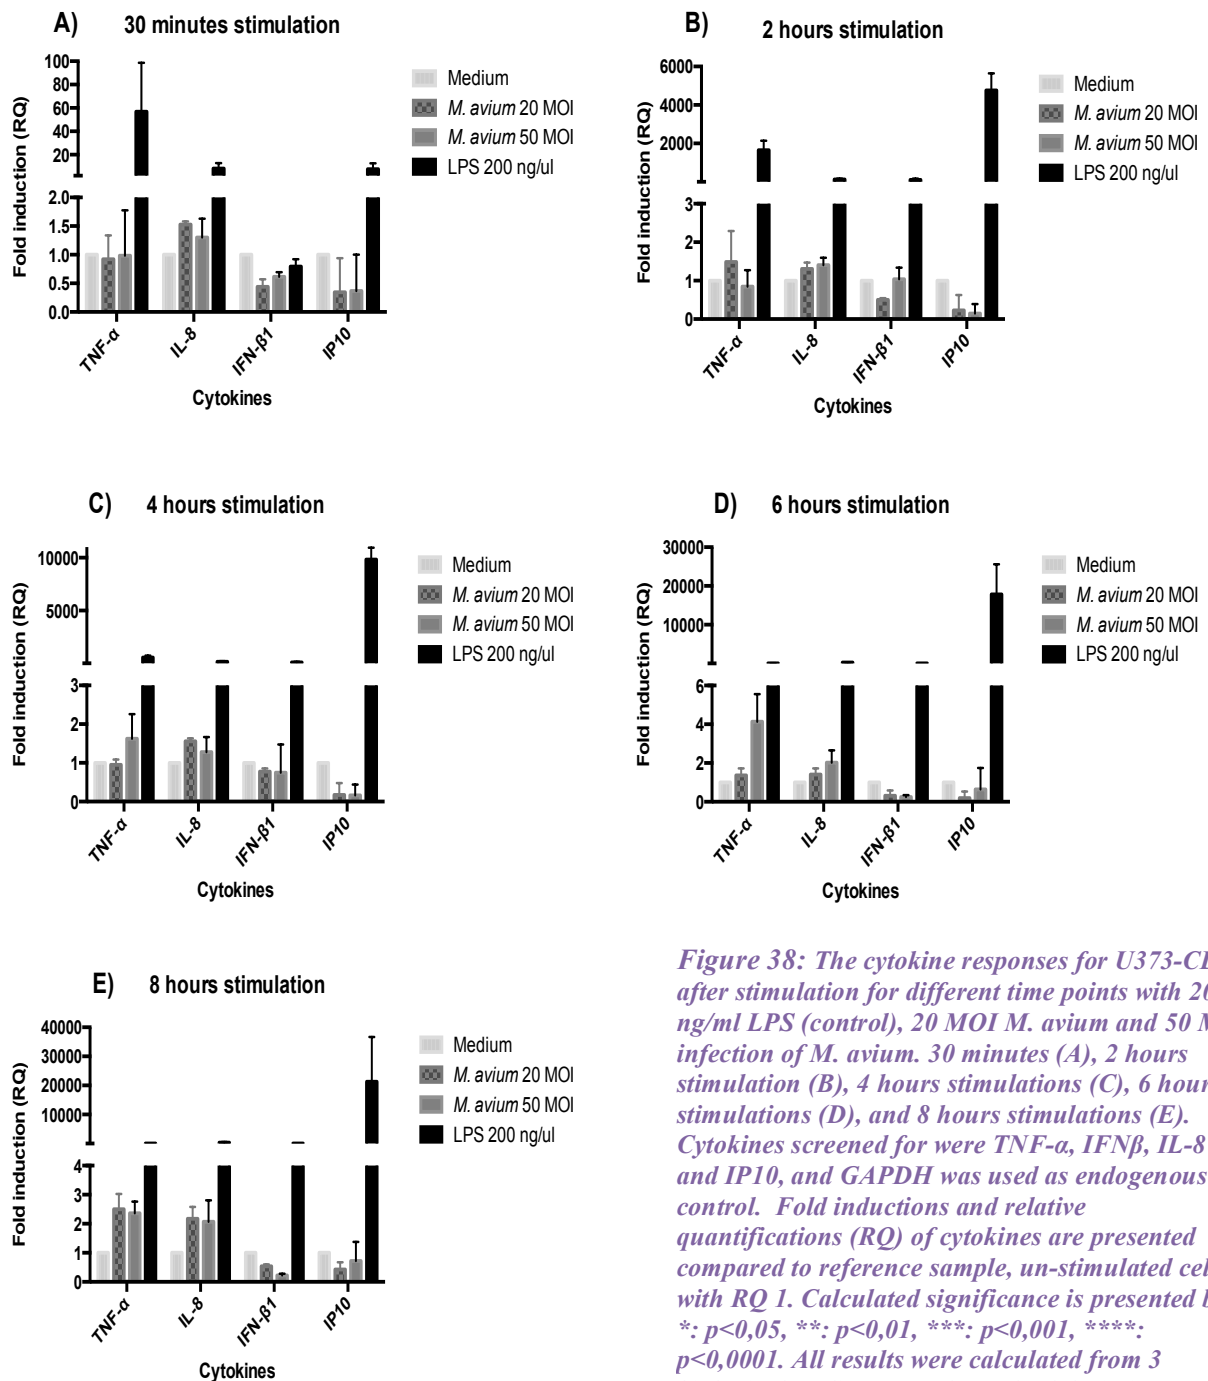 A) 30 minutes stimulation
100
80
60
40
20
2.0
1.5
1.0
0.5
0.0
Fold induction (RQ)
TNF-α
IL-8
IFN-β1
IP10
Cytokines
Medium
M. avium 20 MOI
M. avium 50 MOI
LPS 200 ng/ul
B) 2 hours stimulation
6000
4000
2000
3
2
1
0
Fold induction (RQ)
TNF-α
IL-8
IFN-β1
IP10
Cytokines
Medium
M. avium 20 MOI
M. avium 50 MOI
LPS 200 ng/ul
C) 4 hours stimulation
10000
5000
3
2
1
0
Fold induction (RQ)
TNF-α
IL-8
IFN-β1
IP10
Cytokines
Medium
M. avium 20 MOI
M. avium 50 MOI
LPS 200 ng/ul
D) 6 hours stimulation
30000
20000
10000
6
4
2
0
Fold induction (RQ)
TNF-α
IL-8
IFN-β1
IP10
Cytokines
Medium
M. avium 20 MOI
M. avium 50 MOI
LPS 200 ng/ul
E) 8 hours stimulation
40000
30000
20000
10000
4
3
2
1
0
Fold induction (RQ)
TNF-α
IL-8
IFN-β1
IP10
Cytokines
Medium
M. avium 20 MOI
M. avium 50 MOI
LPS 200 ng/ul
Figure 38: The cytokine responses for
after stimulation for different time points with
ng/ml LPS (control), 20 MOI M. avium and 50
infection of M. avium. 30 minutes (A), 2 hours
stimulation (B), 4 hours stimulations (C), 6 hour
stimulations (D), and 8 hours stimulations (E).
Cytokines screened for were TNF-α, IFNβ, IL-8
and IP10, and GAPDH was used as endogenous
control. Fold inductions and relative
quantifications (RQ) of cytokines are presented
compared to reference sample, un-stimulated cel
with RQ 1. Calculated significance is presented
*: p<0,05, **: p<0,01, ***: p<0,001, ****:
p<0,0001. All results were calculated from 3